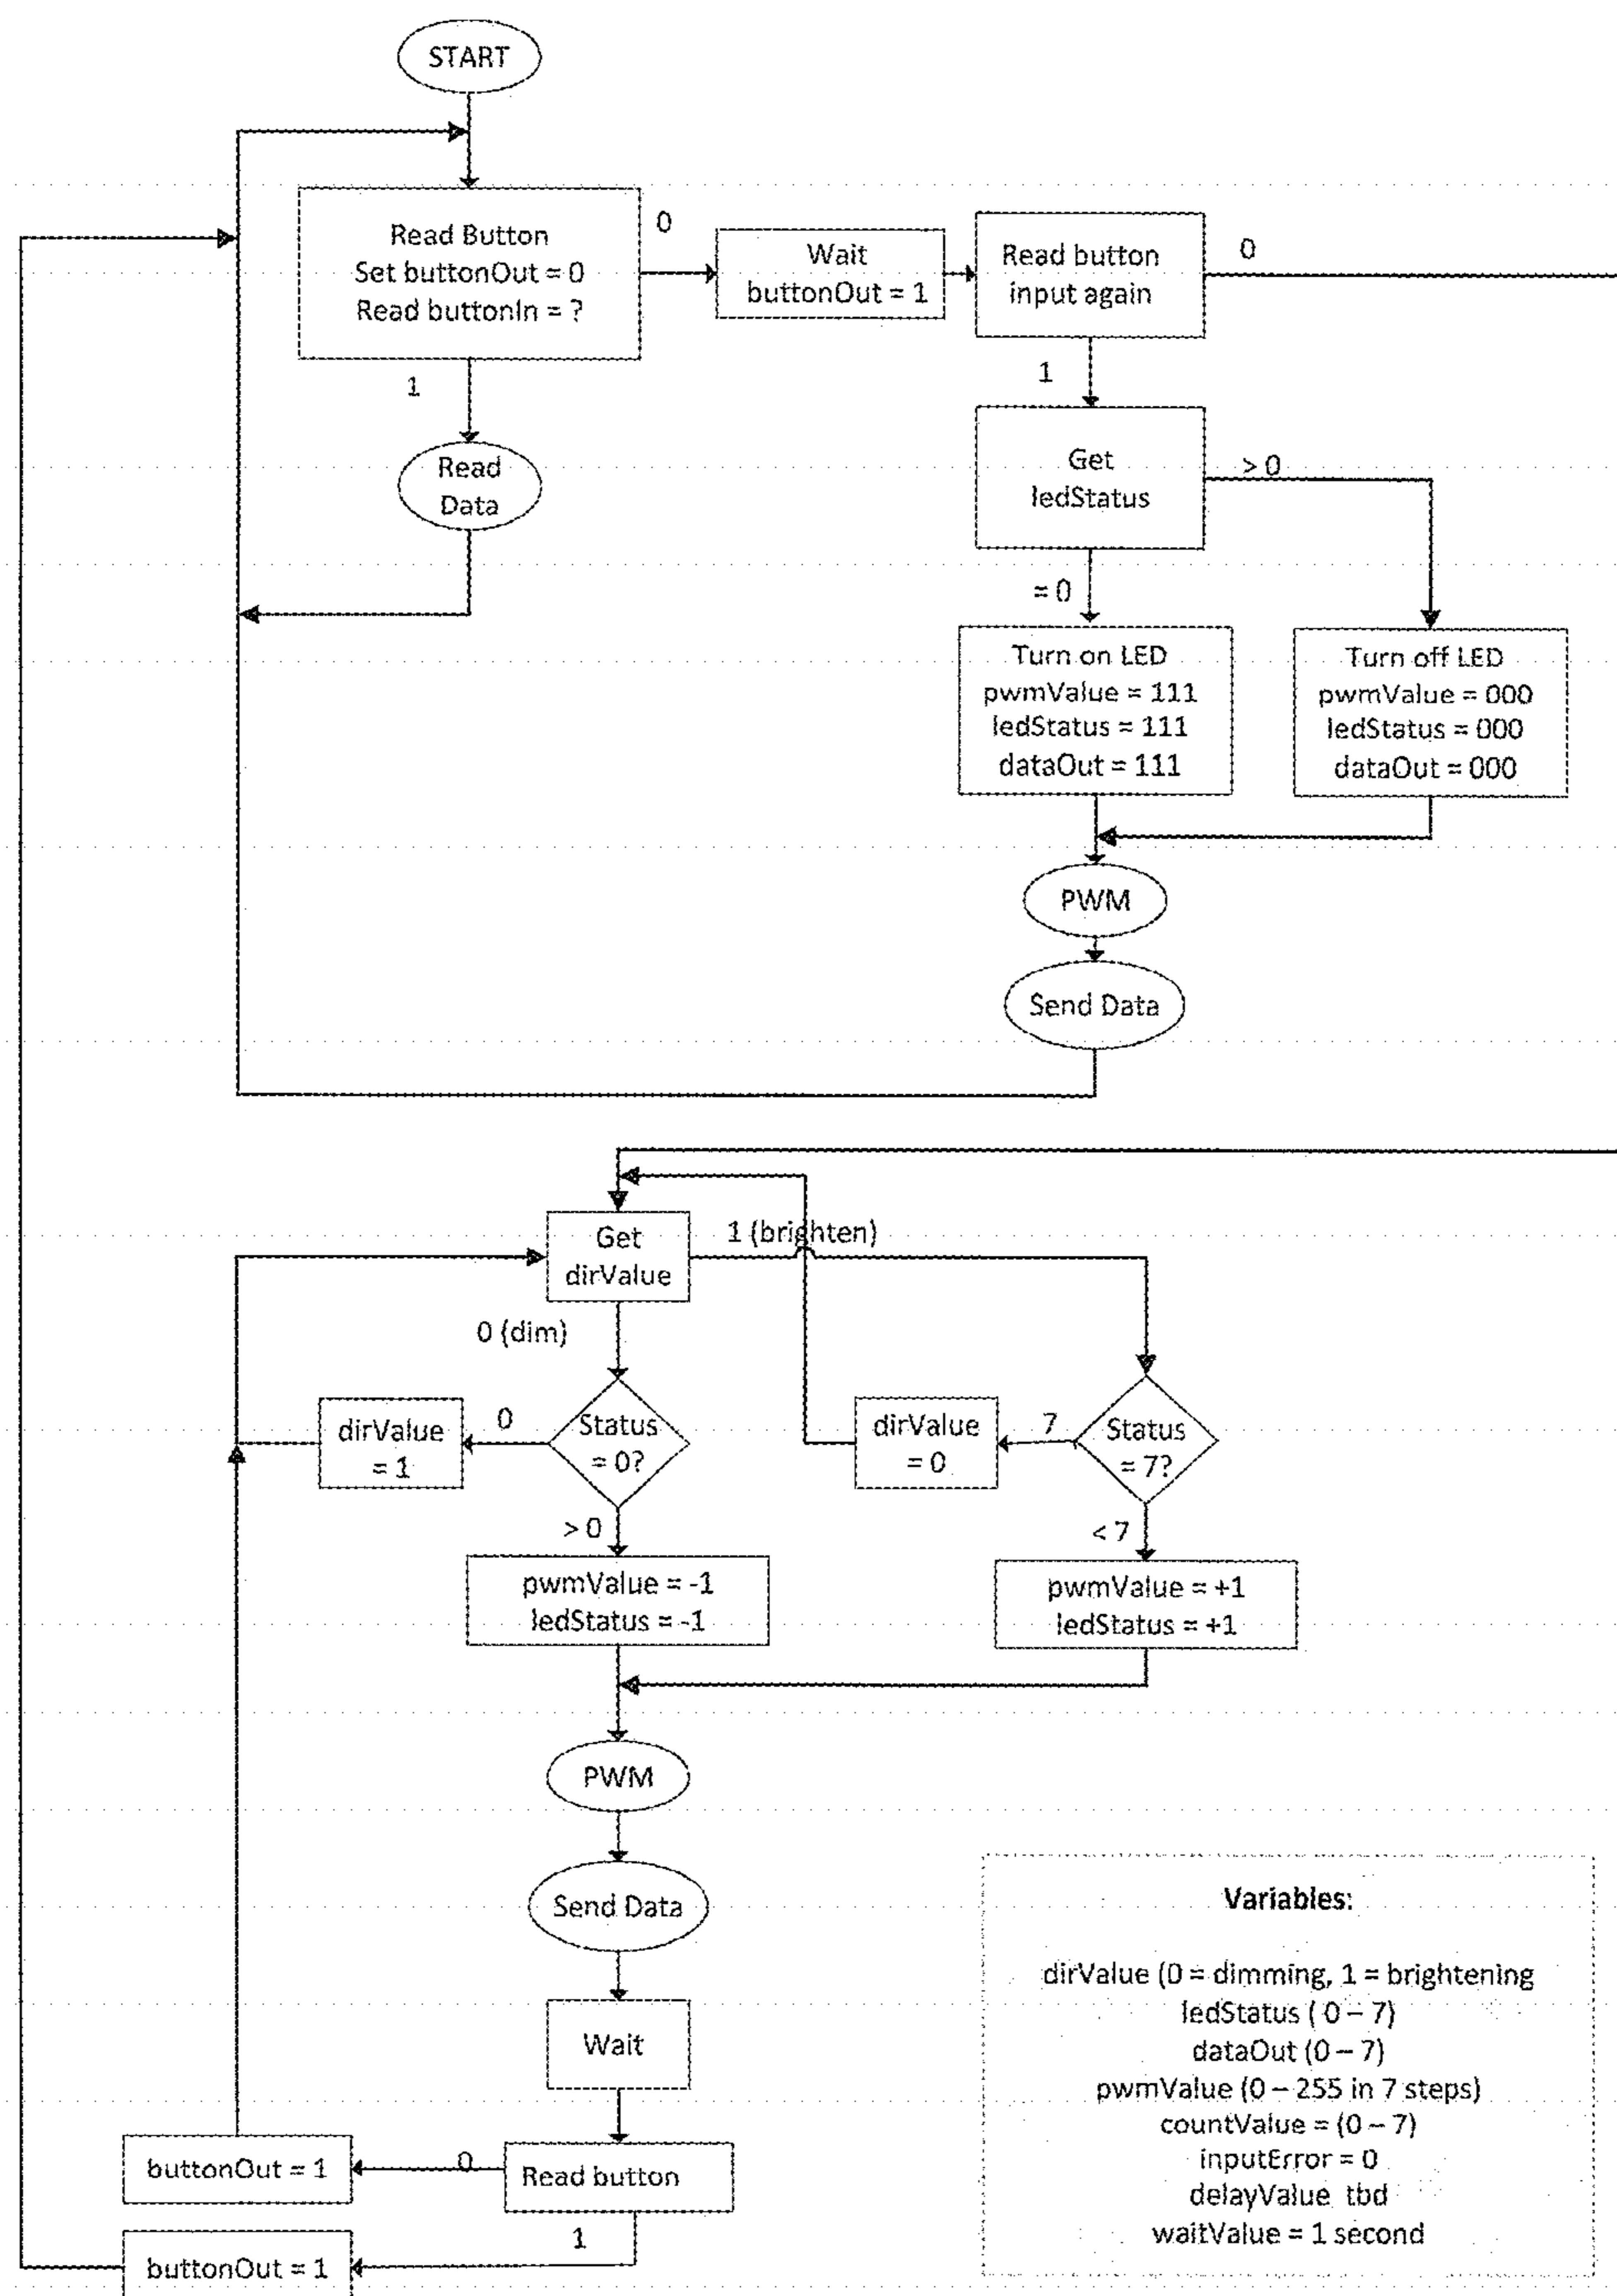 START
Read Button
Set buttonOut = 0
Read buttonIn = ?
0
Wait
buttonOut = 1
Read button
input again
0
1
1
Read
Data
Get
ledStatus
> 0
= 0
Turn on LED
pwmValue = 111
ledStatus = 111
dataOut = 111
Turn off LED
pwmValue = 000
ledStatus = 000
dataOut = 000
PWM
Send Data
Get
dirValue
1 (brighten)
0 (dim)
dirValue
= 1
0
Status
= 0?
dirValue
= 0
7
Status
= 7?
> 0
< 7
pwmValue = -1
ledStatus = -1
pwmValue = +1
ledStatus = +1
PWM
Send Data
Wait
Read button
0
buttonOut = 1
1
buttonOut = 1
Variables:
dirValue (0 = dimming, 1 = brightening
ledStatus ( 0 – 7)
dataOut (0 – 7)
pwmValue (0 – 255 in 7 steps)
countValue = (0 – 7)
inputError = 0
delayValue tbd
waitValue = 1 second